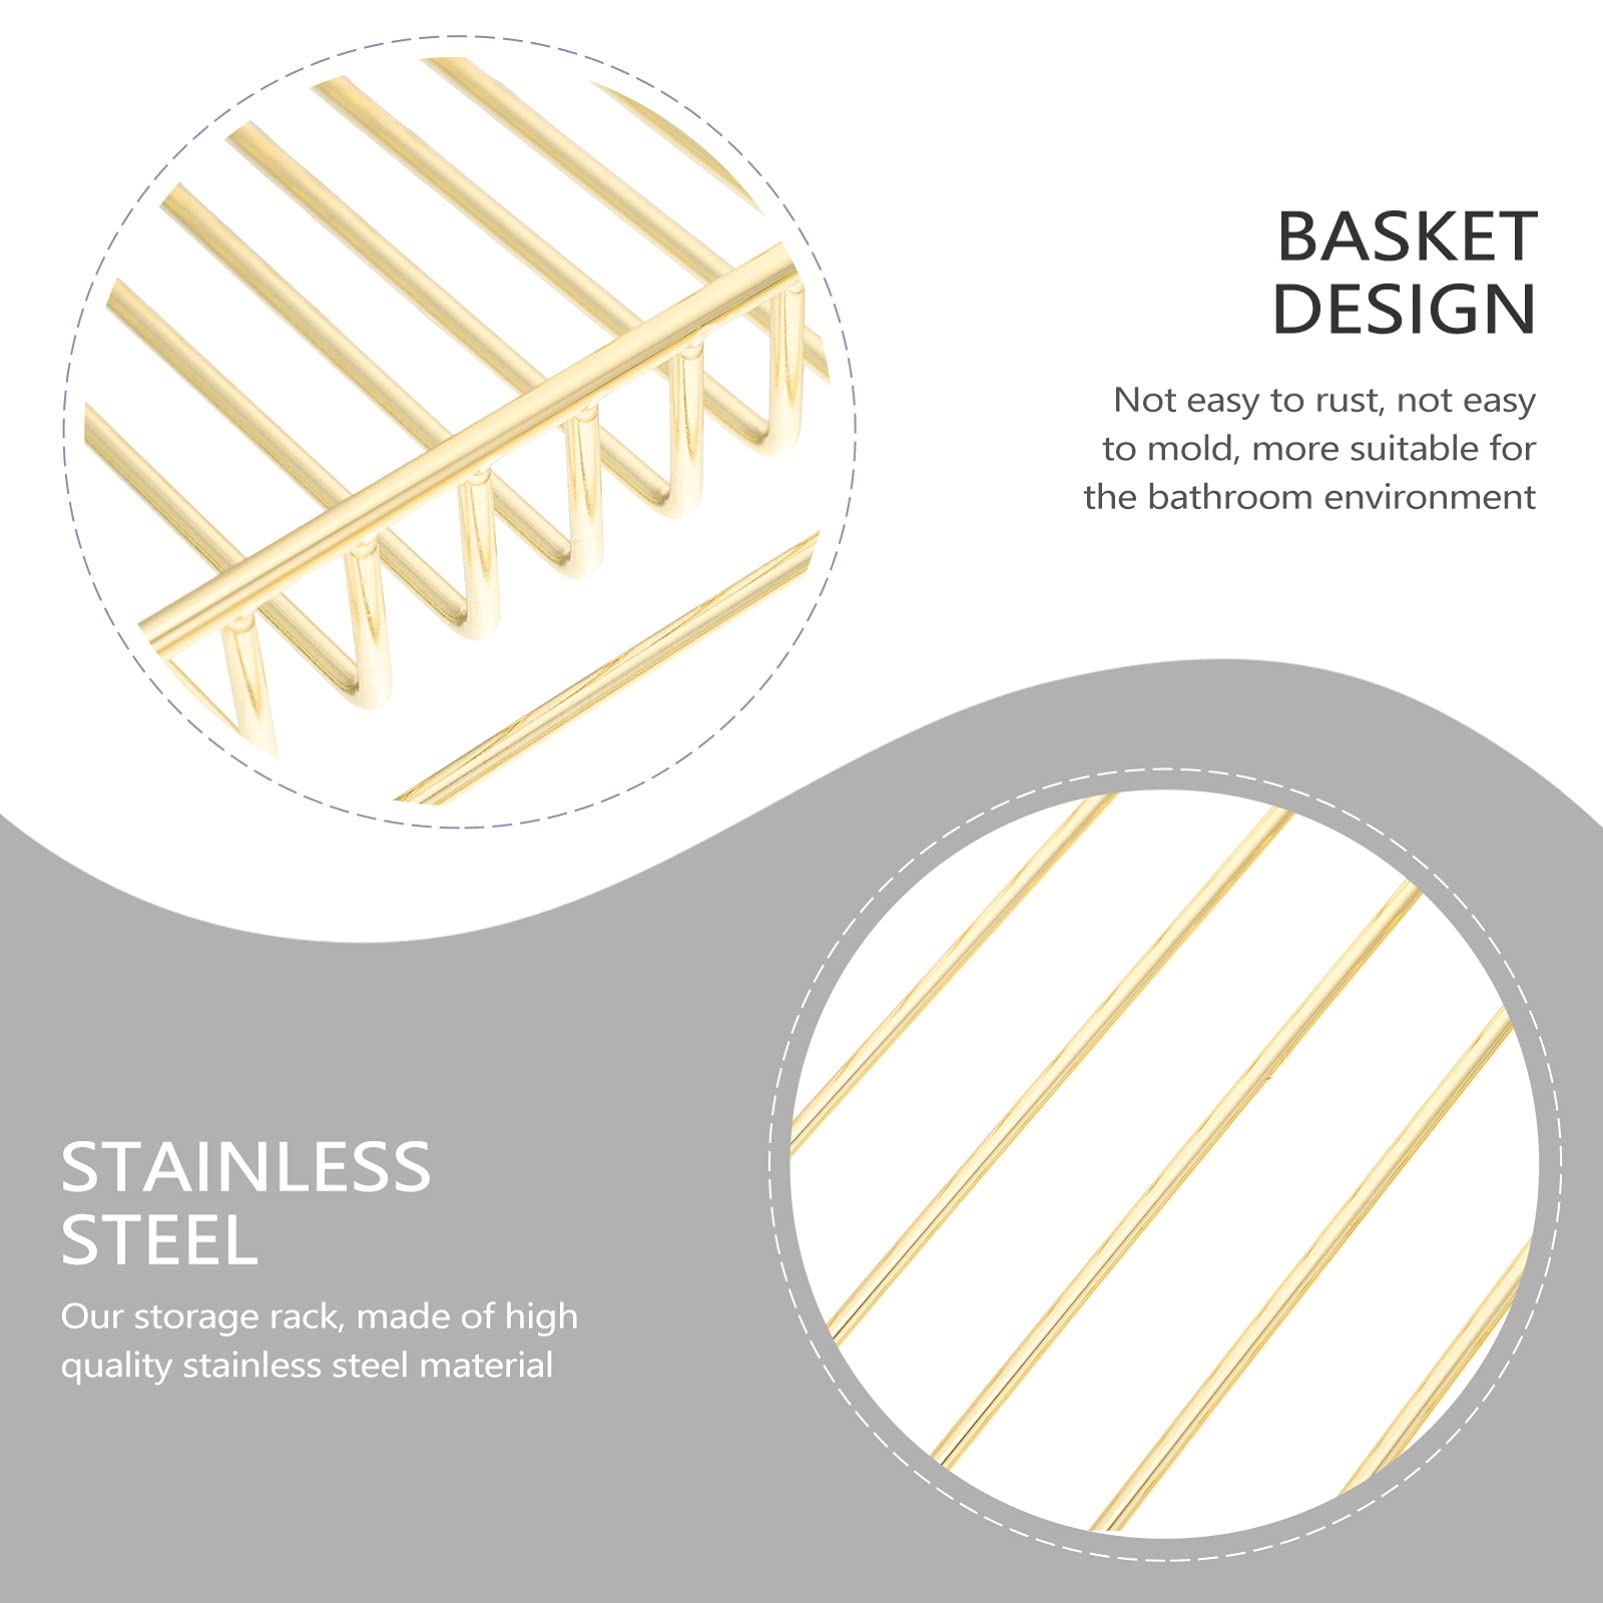 BASKET
DESIGN
Not easy to rust, not easy
to mold, more suitable for
the bathroom environment
STAINLESS
STEEL
Our storage rack, made of high
quality stainless steel material